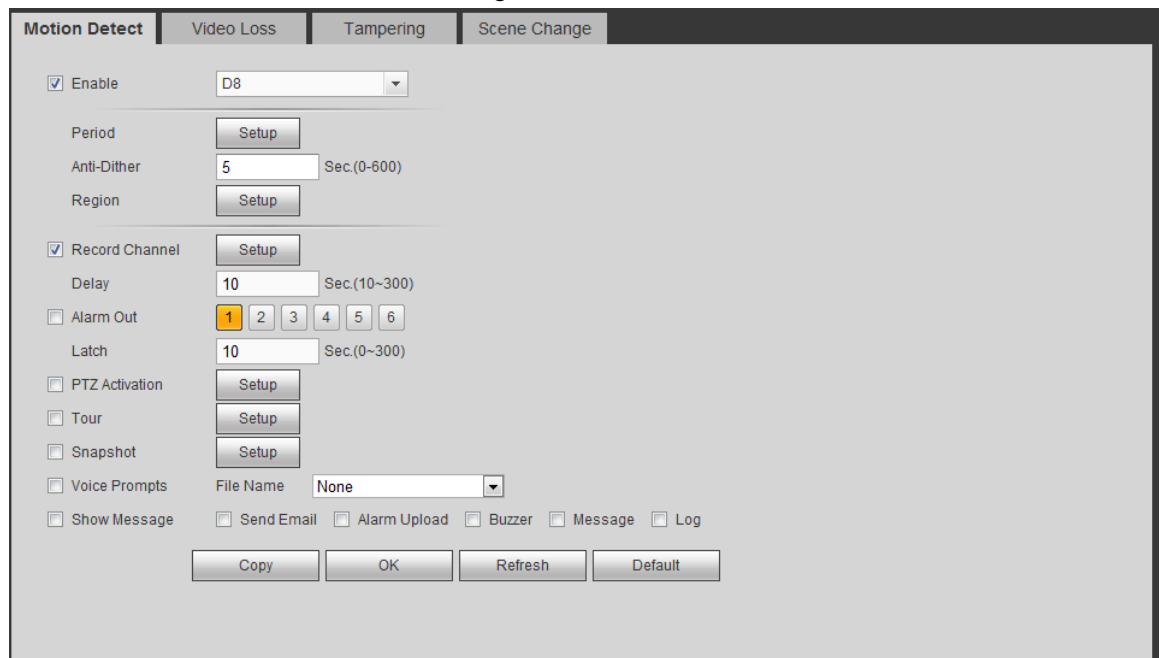 Motion Detect Video Loss Tampering Scene Change
Enable D8
Period Setup
Anti-Dither 5 Sec.(0-600)
Region Setup
Record Channel Setup
Delay 10 Sec.(10~300)
Alarm Out 1 2 3 4 5 6
Latch 10 Sec.(0~300)
PTZ Activation Setup
Tour Setup
Snapshot Setup
Voice Prompts File Name None
Show Message Send Email Alarm Upload Buzzer Message Log
Copy OK Refresh Default